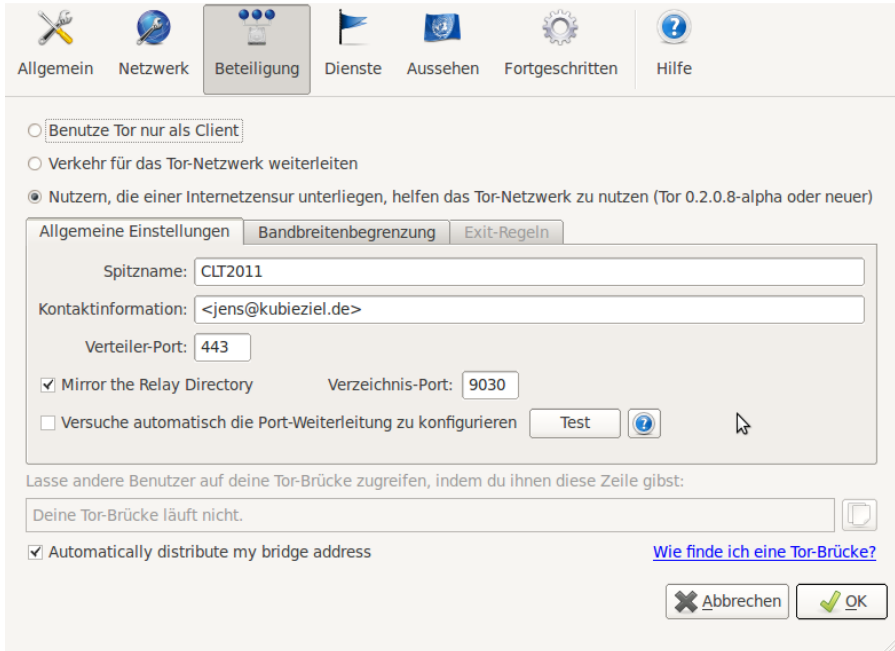 Allgemein Netzwerk Beteiligung Dienste Aussehen Fortgeschritten Hilfe
Benutze Tor nur als Client
Verkehr für das Tor-Netzwerk weiterleiten
Nutzern, die einer Internetzensur unterliegen, helfen das Tor-Netzwerk zu nutzen (Tor 0.2.0.8-alpha oder neuer)
Allgemeine Einstellungen Bandbreitenbegrenzung Exit-Regeln
Spitzname: CLT2011
Kontaktinformation: <jens@kubieziel.de>
Verteiler-Port: 443
Mirror the Relay Directory Verzeichnis-Port: 9030
Versuche automatisch die Port-Weiterleitung zu konfigurieren Test
Lasse andere Benutzer auf deine Tor-Brücke zugreifen, indem du ihnen diese Zeile gibst:
Deine Tor-Brücke läuft nicht.
Automatically distribute my bridge address Wie finde ich eine Tor-Brücke?
Abbrechen OK